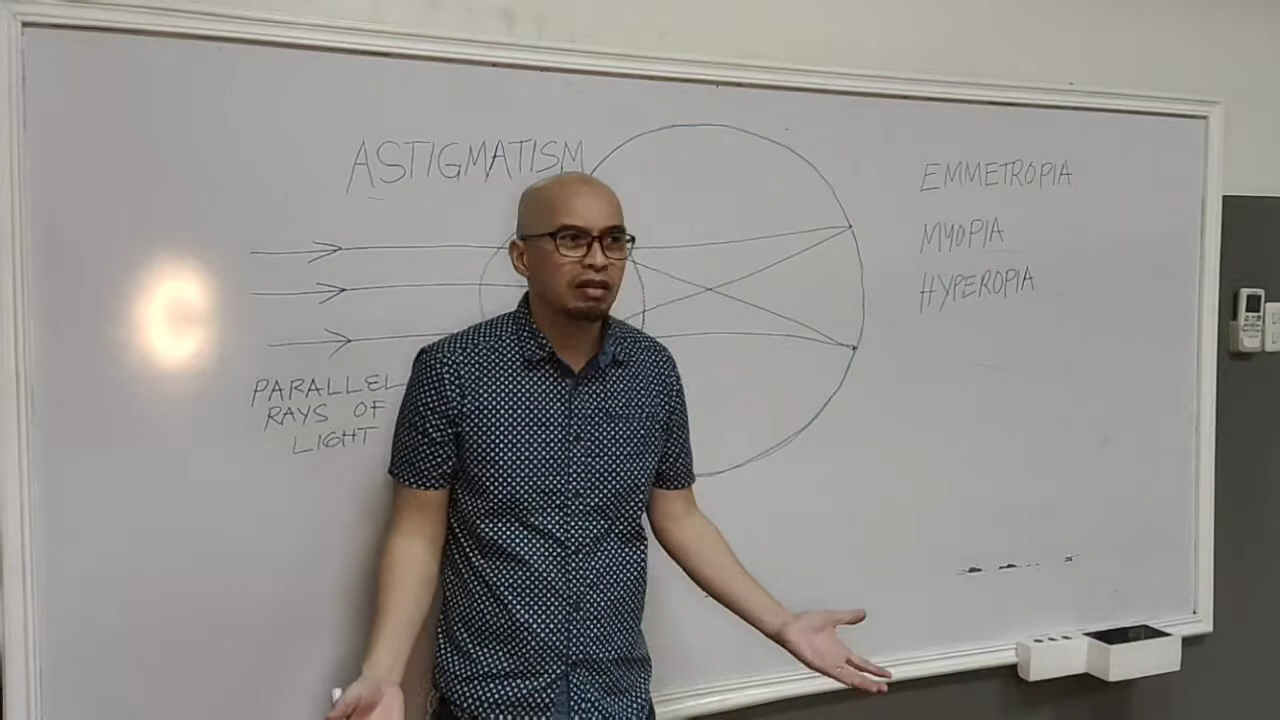 ASTIGMATISM
EMMETROPIA
MYOPIA
HYPEROPIA
PARALLEL
RAYS OF
LIGHT